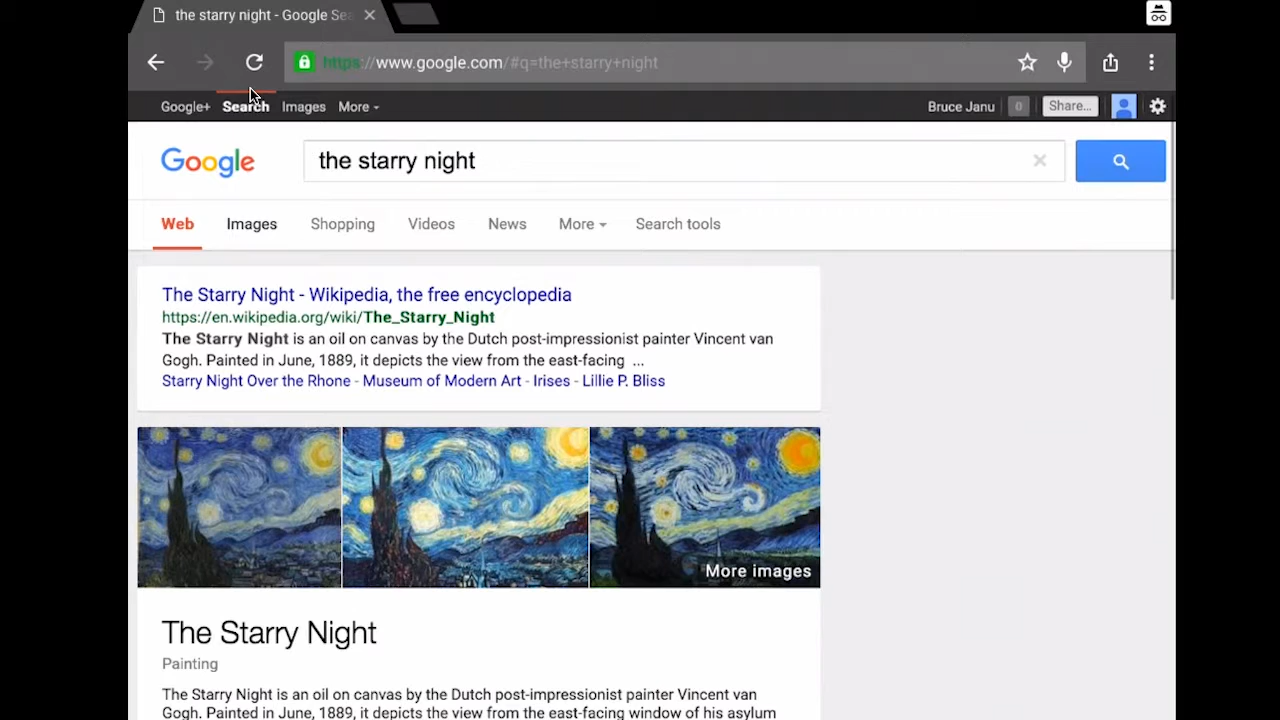 the starry night - Google Sea
https://www.google.com/#q=the+starry+night
Google+ Search Images More
Bruce Janu 0 Share...
Google
the starry night
Web Images Shopping Videos News More Search tools
The Starry Night - Wikipedia, the free encyclopedia
https://en.wikipedia.org/wiki/The_Starry_Night
The Starry Night is an oil on canvas by the Dutch post-impressionist painter Vincent van
Gogh. Painted in June, 1889, it depicts the view from the east-facing ...
Starry Night Over the Rhone - Museum of Modern Art - Irises - Lillie P. Bliss
More images
The Starry Night
Painting
The Starry Night is an oil on canvas by the Dutch post-impressionist painter Vincent van
Gogh. Painted in June, 1889, it depicts the view from the east-facing window of his asylum